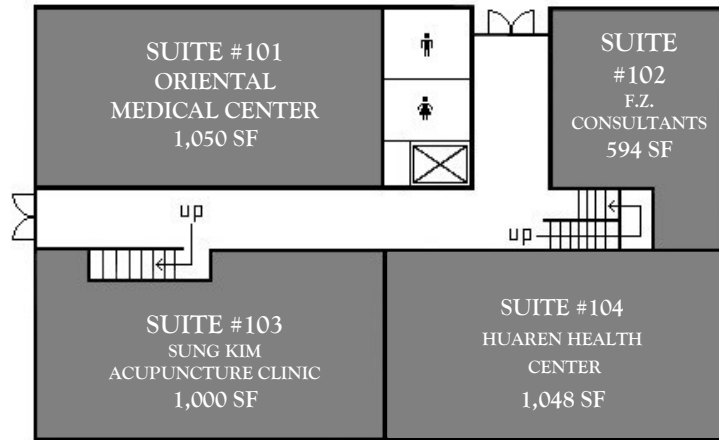 SUITE #101
ORIENTAL
MEDICAL CENTER
1,050 SF
SUITE
#102
F.Z.
CONSULTANTS
594 SF
up
up
SUITE #103
SUNG KIM
ACUPUNCTURE CLINIC
1,000 SF
SUITE #104
HUAREN HEALTH
CENTER
1,048 SF